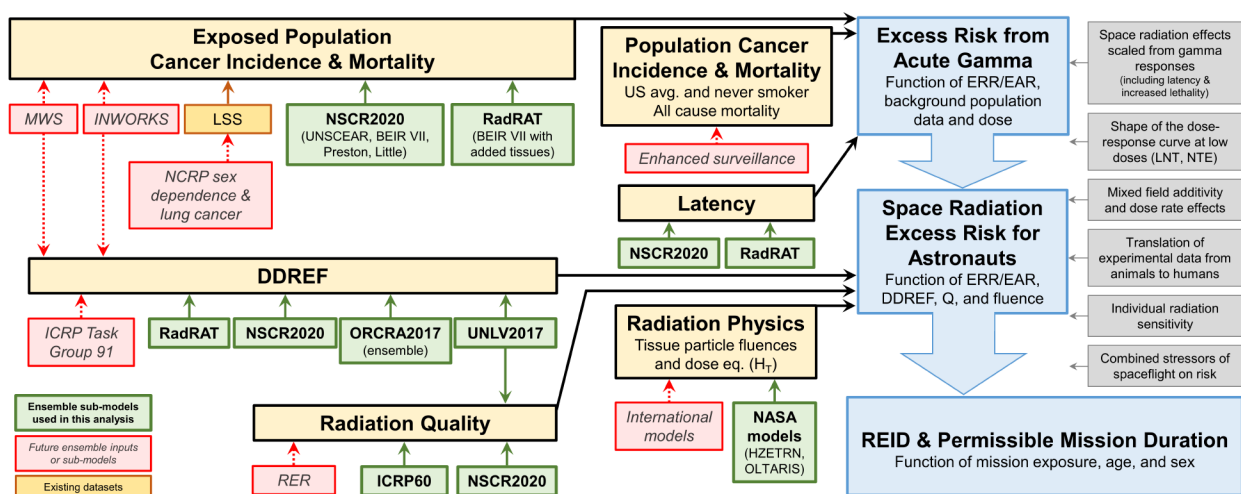 Exposed Population
Cancer Incidence & Mortality
MWS
INWORKS
LSS
NSCR2020
(UNSCEAR, BEIR VII,
Preston, Little)
RadRAT
(BEIR VII with
added tissues)
NCRP sex
dependence &
lung cancer
Population Cancer
Incidence & Mortality
US avg. and never smoker
All cause mortality
Enhanced surveillance
Latency
NSCR2020
RadRAT
Excess Risk from
Acute Gamma
Function of ERR/EAR,
background population
data and dose
Space radiation effects
scaled from gamma
responses
(including latency &
increased lethality)
Shape of the dose-
response curve at low
doses (LNT, NTE)
Mixed field additivity
and dose rate effects
Translation of
experimental data from
animals to humans
Individual radiation
sensitivity
Combined stressors of
spaceflight on risk
Space Radiation
Excess Risk for
Astronauts
Function of ERR/EAR,
DDREF, Q, and fluence
DDREF
ICRP Task
Group 91
RadRAT
NSCR2020
ORCRA2017
(ensemble)
UNLV2017
Radiation Physics
Tissue particle fluences
and dose eq. (HT)
International
models
NASA
models
(HZETRN,
OLTARIS)
Radiation Quality
RER
ICRP60
NSCR2020
REID & Permissible Mission Duration
Function of mission exposure, age, and sex
Ensemble sub-models
used in this analysis
Future ensemble inputs
or sub-models
Existing datasets